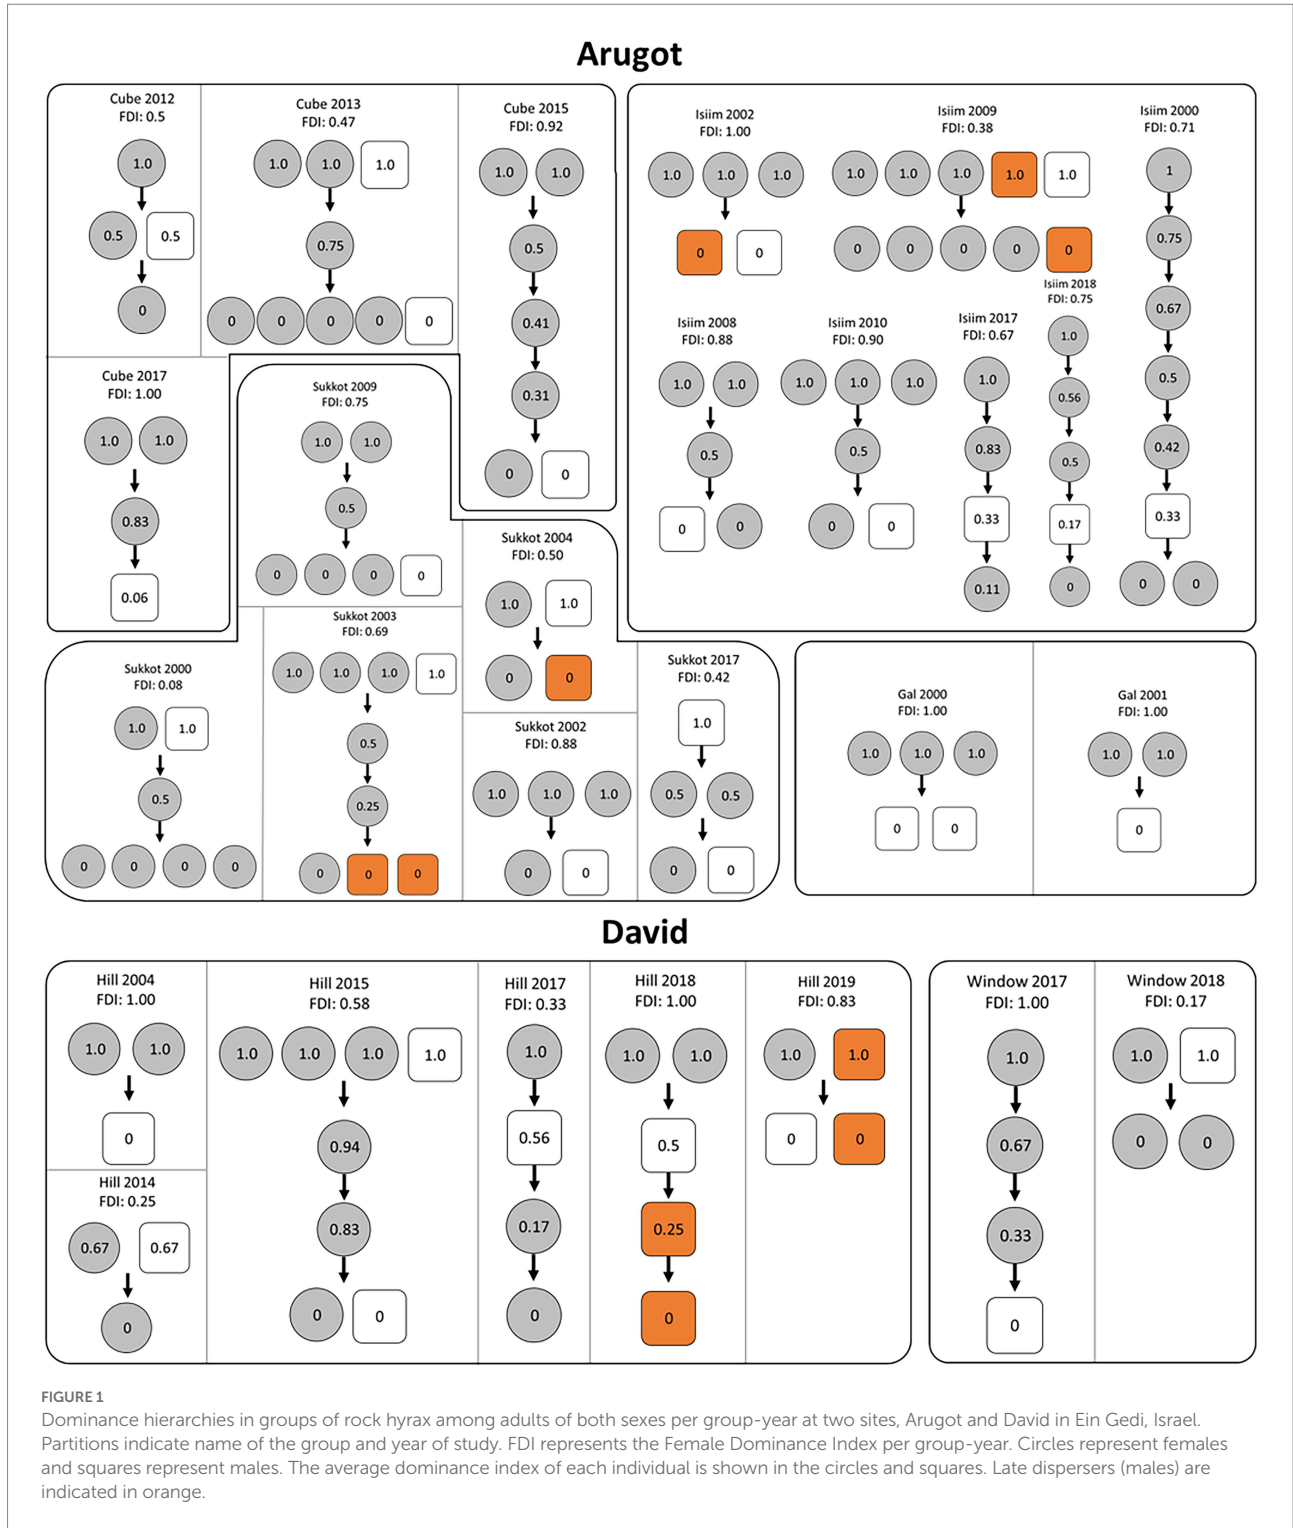 Arugot
Cube 2012
FDI: 0.5
1.0
0.5 0.5
0
Cube 2013
FDI: 0.47
1.0 1.0 1.0
0.75
0 0 0 0 0
Cube 2015
FDI: 0.92
1.0 1.0
0.5
0.41
0.31
0 0
Cube 2017
FDI: 1.00
1.0 1.0
0.83
0.06
Isiim 2002
FDI: 1.00
1.0 1.0 1.0
0 0
Isiim 2009
FDI: 0.38
1.0 1.0 1.0 1.0 1.0
0 0 0 0 0
Isiim 2000
FDI: 0.71
1
0.75
0.67
0.5
0.42
0.33
0 0
Isiim 2008
FDI: 0.88
1.0 1.0
0.5
0 0
Isiim 2010
FDI: 0.90
1.0 1.0 1.0
0.5
0 0
Isiim 2017
FDI: 0.67
1.0
0.83
0.33
0.11
Isiim 2018
FDI: 0.75
1.0
0.56
0.5
0.17
0
Sukkot 2009
FDI: 0.75
1.0 1.0
0.5
0 0 0 0
Sukkot 2004
FDI: 0.50
1.0 1.0
0 0
Sukkot 2000
FDI: 0.08
1.0 1.0
0.5
0 0 0 0
Sukkot 2003
FDI: 0.69
1.0 1.0 1.0 1.0
0.5
0.25
0 0 0
Sukkot 2002
FDI: 0.88
1.0 1.0 1.0
0 0
Sukkot 2017
FDI: 0.42
1.0
0.5 0.5
0 0
Gal 2000
FDI: 1.00
1.0 1.0 1.0
0 0
Gal 2001
FDI: 1.00
1.0 1.0
0
David
Hill 2004
FDI: 1.00
1.0 1.0
0
Hill 2014
FDI: 0.25
0.67 0.67
0
Hill 2015
FDI: 0.58
1.0 1.0 1.0 1.0
0.94
0.83
0 0
Hill 2017
FDI: 0.33
1.0
0.56
0.17
0
Hill 2018
FDI: 1.00
1.0 1.0
0.5
0.25
0
Hill 2019
FDI: 0.83
1.0 1.0
0 0
Window 2017
FDI: 1.00
1.0
0.67
0.33
0
Window 2018
FDI: 0.17
1.0 1.0
0 0
FIGURE 1
Dominance hierarchies in groups of rock hyrax among adults of both sexes per group-year at two sites, Arugot and David in Ein Gedi, Israel.
Partitions indicate name of the group and year of study. FDI represents the Female Dominance Index per group-year. Circles represent females
and squares represent males. The average dominance index of each individual is shown in the circles and squares. Late dispersers (males) are
indicated in orange.